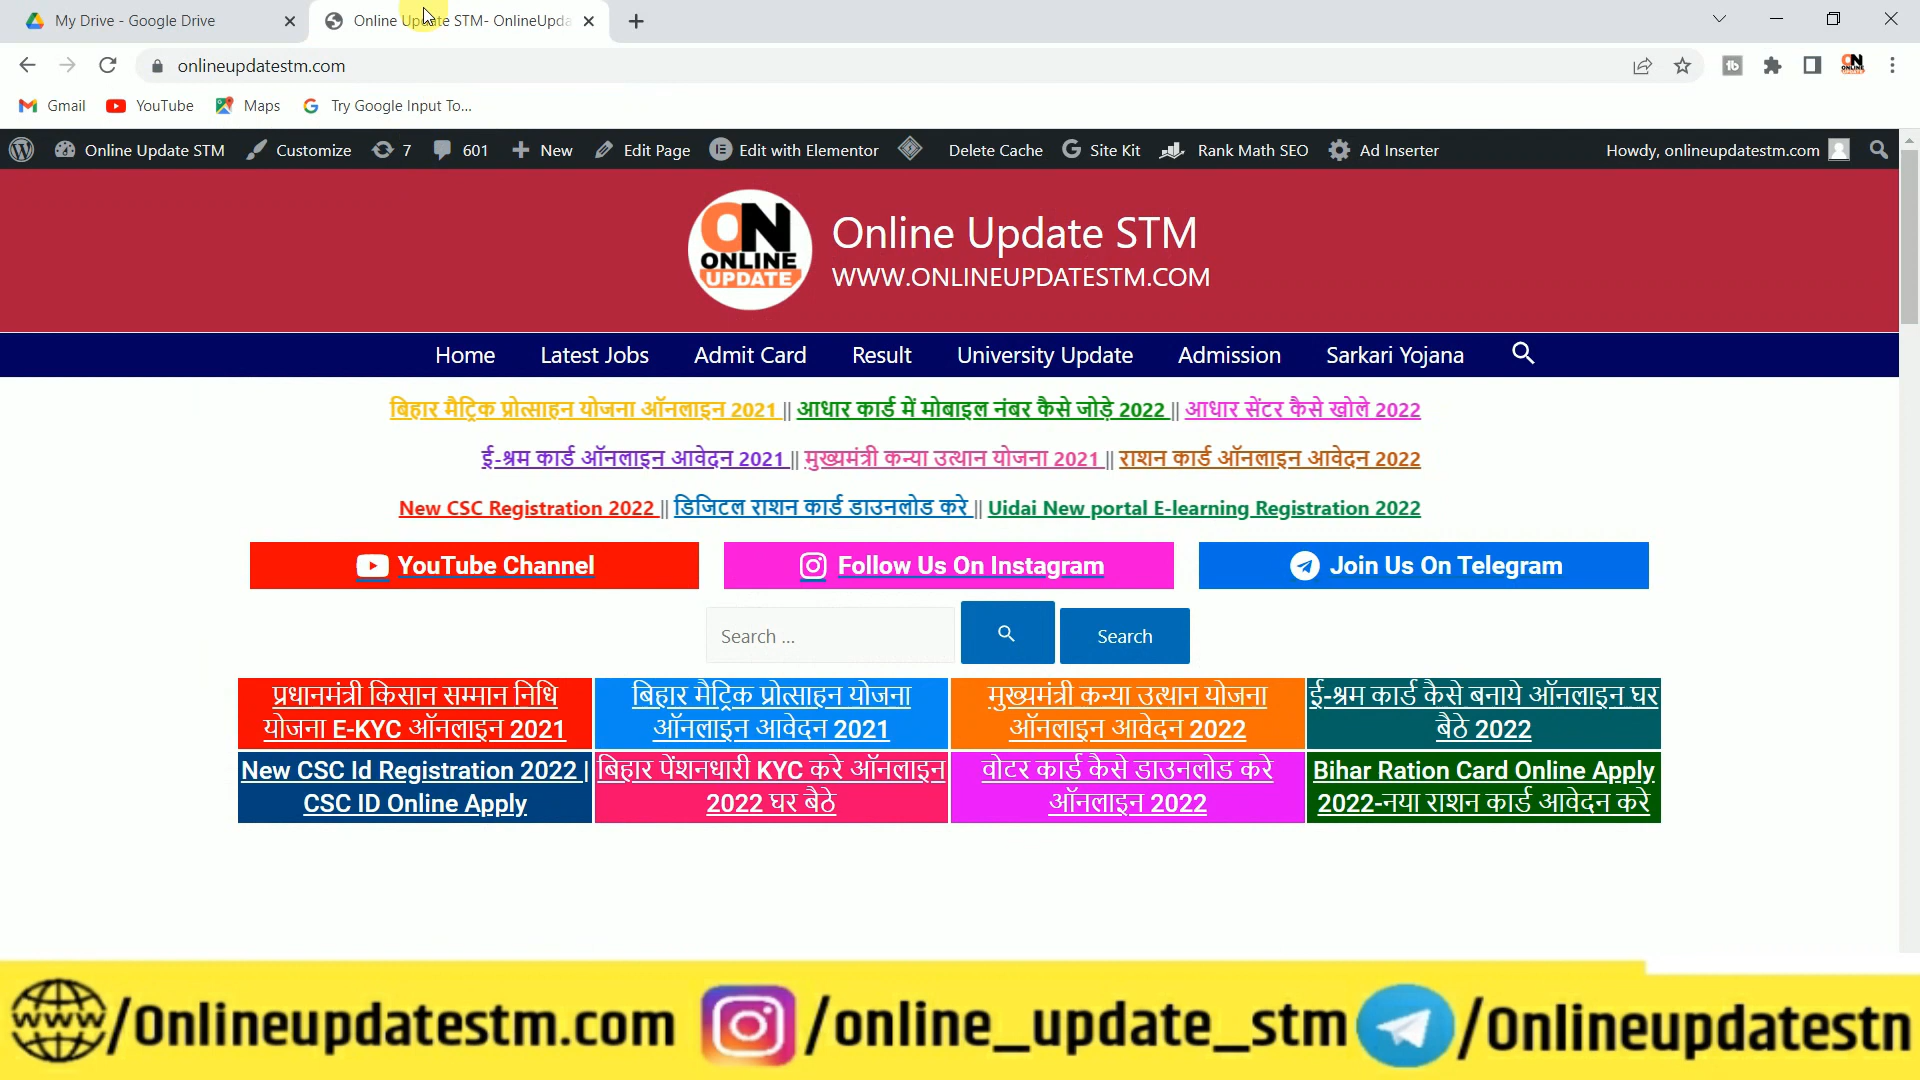 My Drive - Google Drive
Online Update STM- OnlineUpda
onlineupdatestm.com
Gmail YouTube Maps Try Google Input To...
Online Update STM Customize 7 601 New Edit Page Edit with Elementor Delete Cache Site Kit Rank Math SEO Ad Inserter Howdy, onlineupdatestm.com
ON
ONLINE
UPDATE
Online Update STM
WWW.ONLINEUPDATESTM.COM
Home Latest Jobs Admit Card Result University Update Admission Sarkari Yojana
बिहार मैट्रिक प्रोत्साहन योजना ऑनलाइन 2021 || आधार कार्ड में मोबाइल नंबर कैसे जोड़े 2022 || आधार सेंटर कैसे खोले 2022
ई-श्रम कार्ड ऑनलाइन आवेदन 2021 || मुख्यमंत्री कन्या उत्थान योजना 2021 || राशन कार्ड ऑनलाइन आवेदन 2022
New CSC Registration 2022 || डिजिटल राशन कार्ड डाउनलोड करे || Uidai New portal E-learning Registration 2022
YouTube Channel
Follow Us On Instagram
Join Us On Telegram
Search ...
Search
प्रधानमंत्री किसान सम्मान निधि
योजना E-KYC ऑनलाइन 2021
बिहार मैट्रिक प्रोत्साहन योजना
ऑनलाइन आवेदन 2021
मुख्यमंत्री कन्या उत्थान योजना
ऑनलाइन आवेदन 2022
ई-श्रम कार्ड कैसे बनाये ऑनलाइन घर
बैठे 2022
New CSC Id Registration 2022 |
CSC ID Online Apply
बिहार पेंशनधारी KYC करे ऑनलाइन
2022 घर बैठे
वोटर कार्ड कैसे डाउनलोड करे
ऑनलाइन 2022
Bihar Ration Card Online Apply
2022-नया राशन कार्ड आवेदन करे
www /Onlineupdatestm.com /online_update_stm /Onlineupdatestn